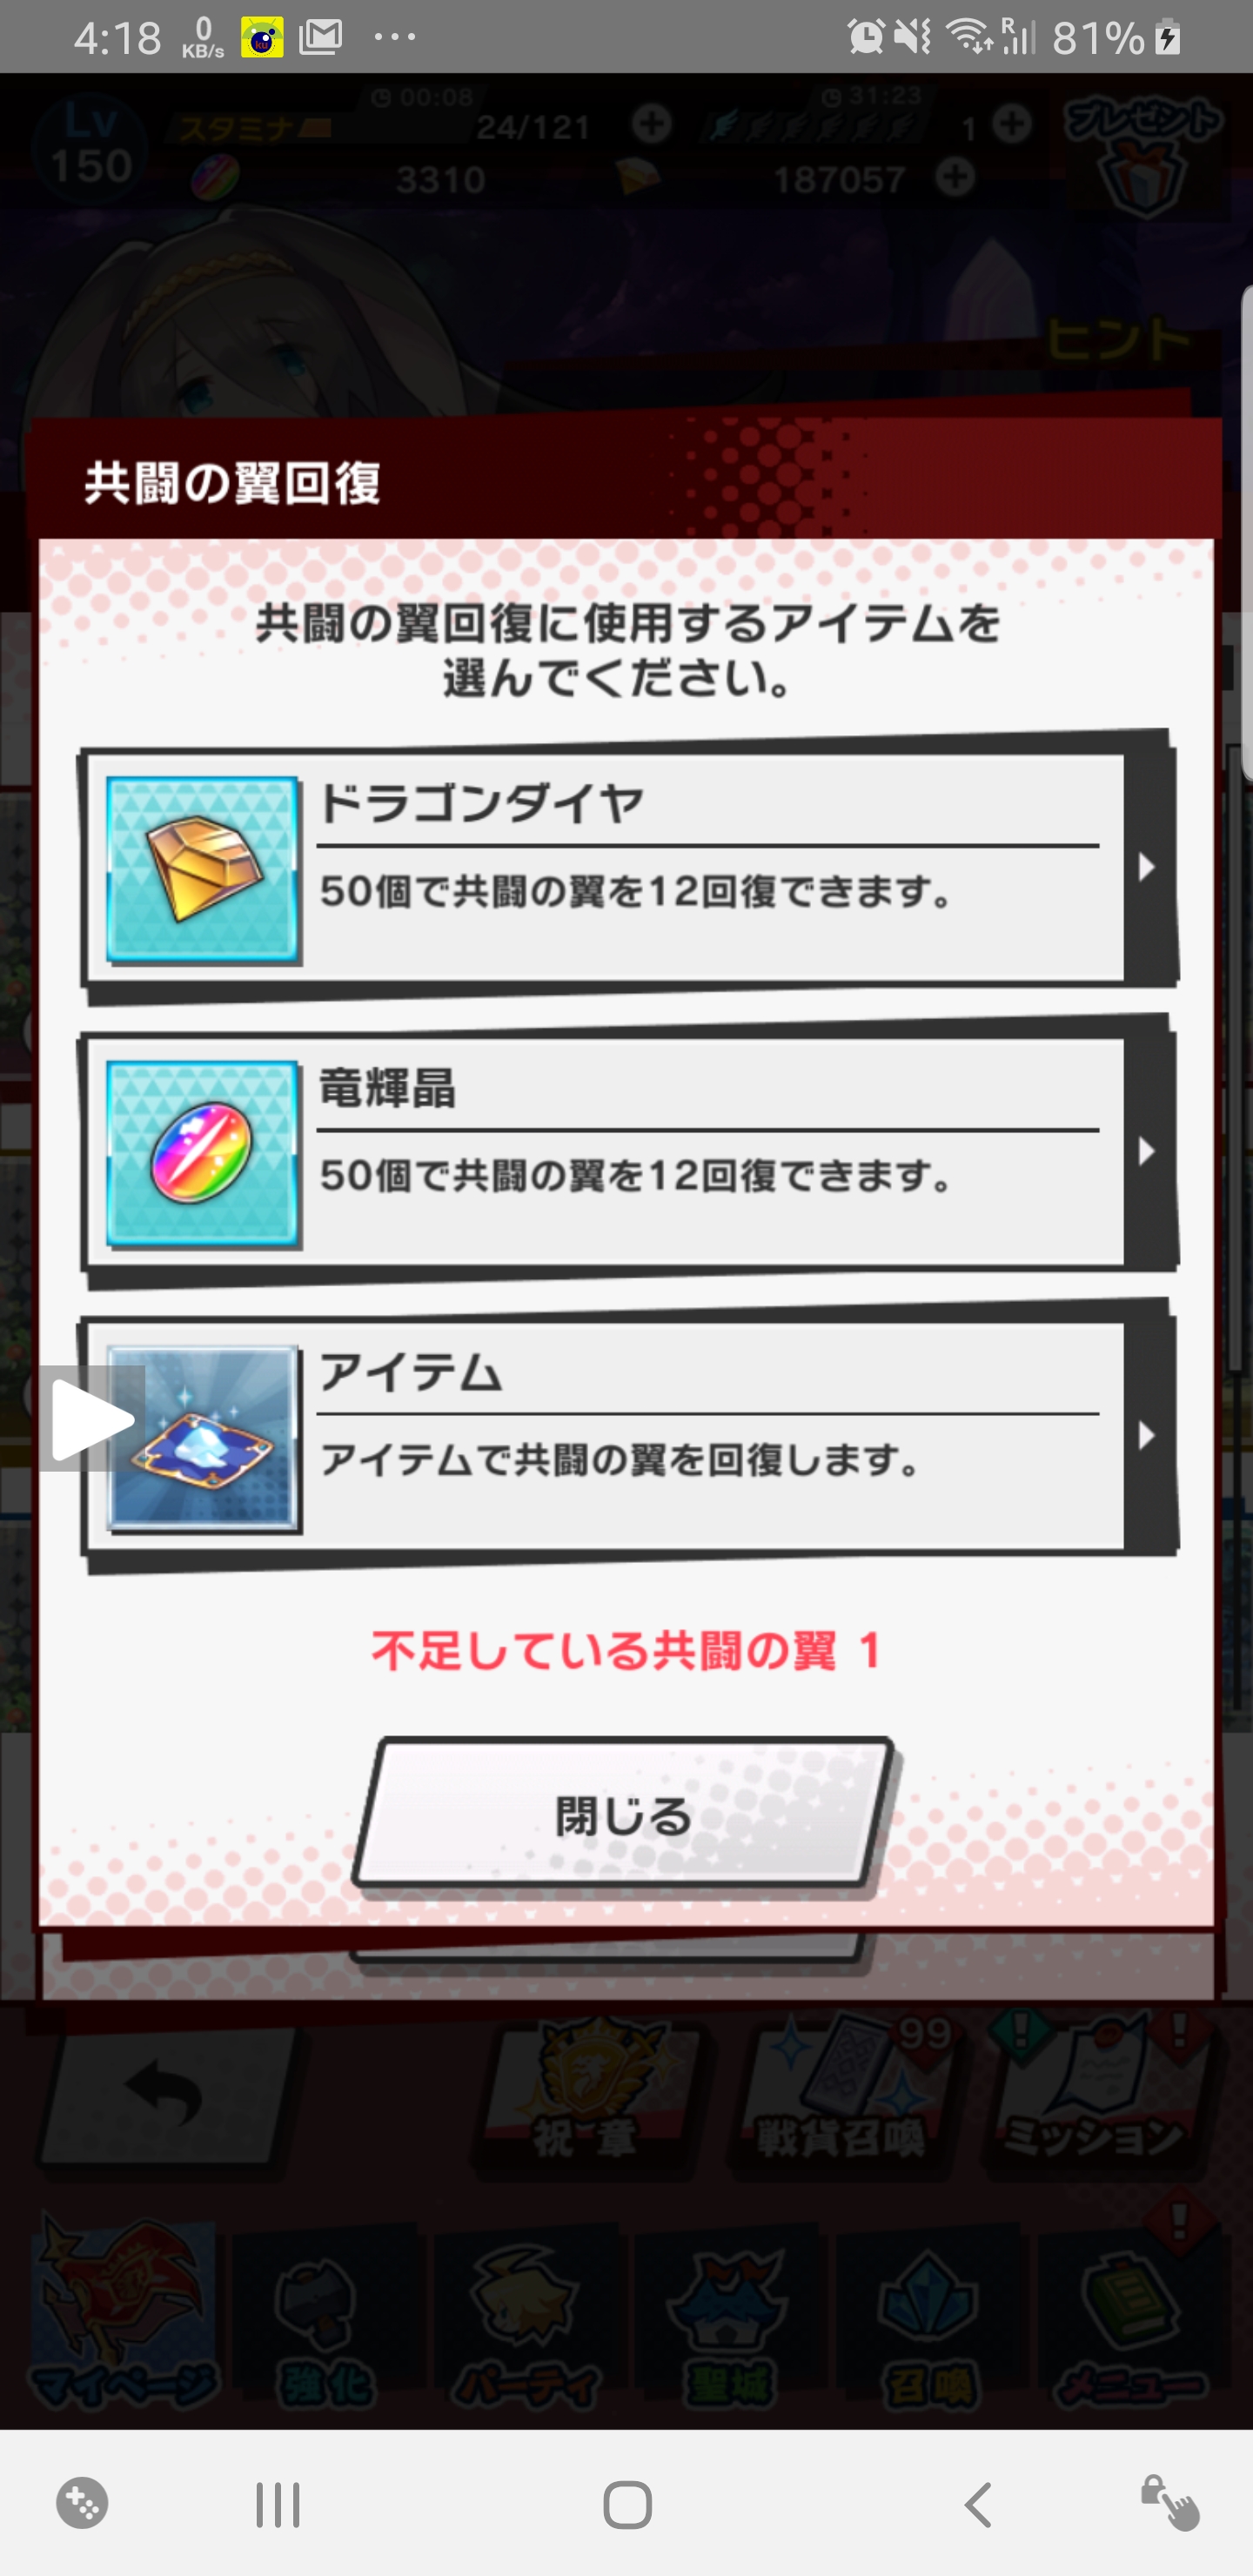 4:18 0 KB/s 81%
00:08 31:23
Lv スタミナ 24/121 1 プレゼント
150 3310 187057
ヒント
共闘の翼回復
共闘の翼回復に使用するアイテムを
選んでください。
ドラゴンダイヤ
50個で共闘の翼を12回復できます。
竜輝晶
50個で共闘の翼を12回復できます。
アイテム
アイテムで共闘の翼を回復します。
不足している共闘の翼 1
閉じる
99
祝章 戦貨召喚 ミッション
マイページ 強化 パーティ 聖城 召喚 メニュー